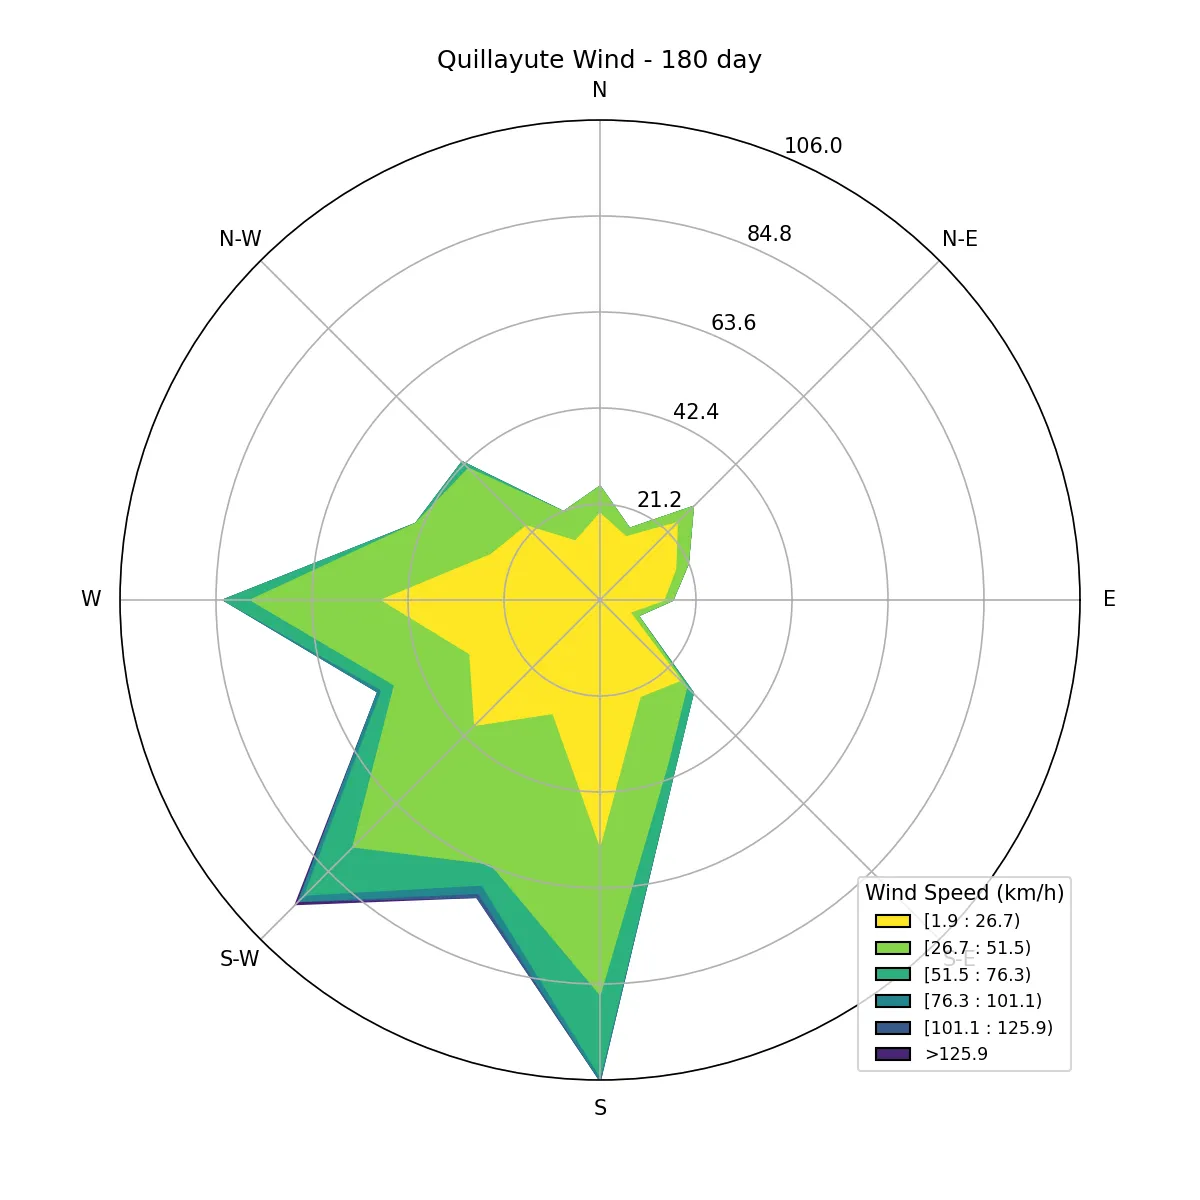 Quillayute Wind - 180 day
N
106.0
84.8
N-W
N-E
63.6
42.4
21.2
W
E
S-W
S-E
S
Wind Speed (km/h)
[1.9 : 26.7)
[26.7 : 51.5)
[51.5 : 76.3)
[76.3 : 101.1)
[101.1 : 125.9)
>125.9